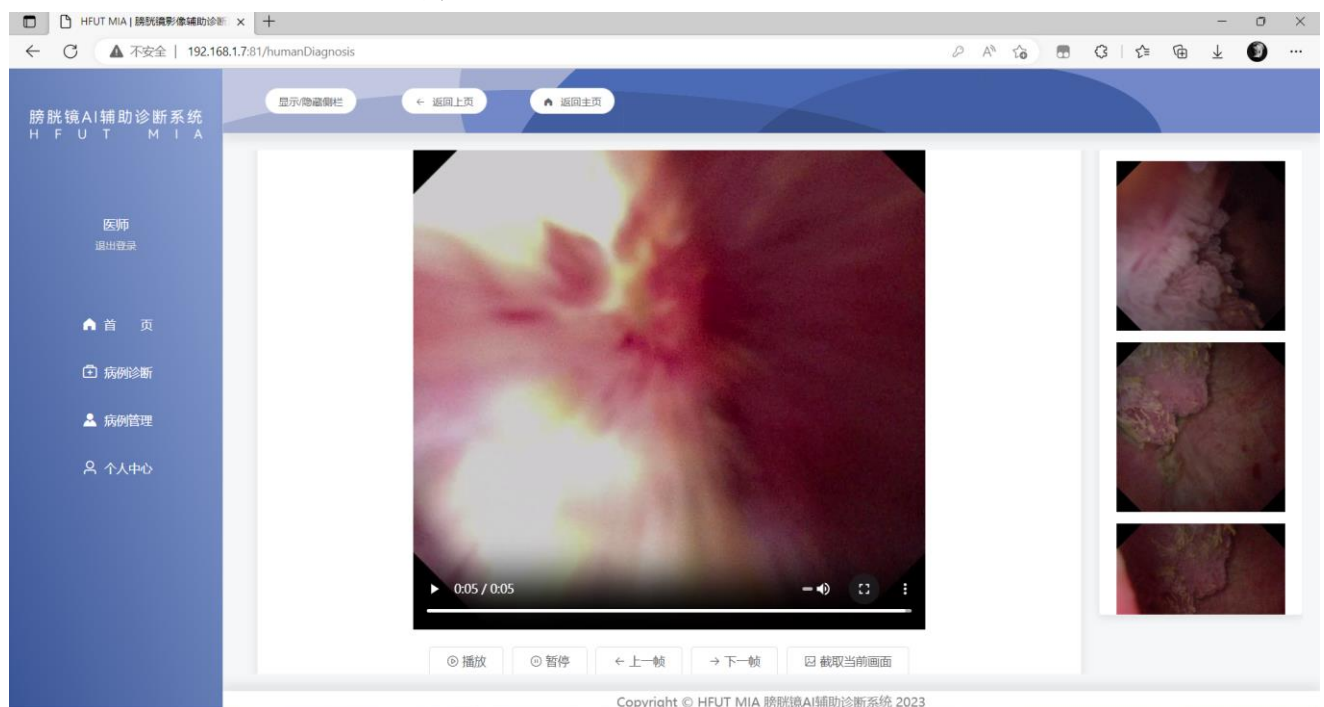 HFUT MIA | 膀胱镜影像辅助诊断
不安全 | 192.168.1.7:81/humanDiagnosis
膀胱镜AI辅助诊断系统
HFUT MIA
显示/隐藏侧栏
← 返回上页
返回主页
医师
退出登录
首 页
病例诊断
病例管理
个人中心
0:05 / 0:05
播放
暂停
← 上一帧
→ 下一帧
截取当前画面
Copyright © HFUT MIA 膀胱镜AI辅助诊断系统 2023